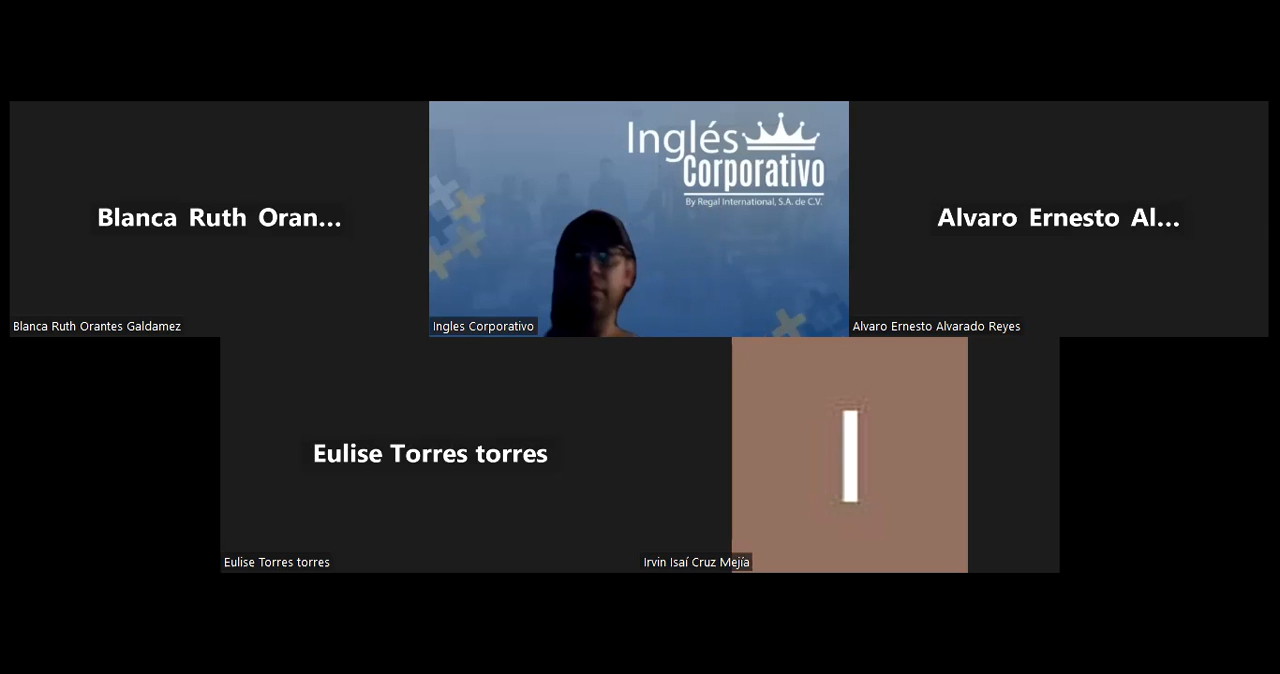 Blanca Ruth Oran...
Blanca Ruth Orantes Galdamez
Inglés
Corporativo
By Regal International, S.A. de C.V.
Ingles Corporativo
Alvaro Ernesto Al...
Alvaro Ernesto Alvarado Reyes
Eulise Torres torres
Eulise Torres torres
I
Irvin Isaí Cruz Mejía